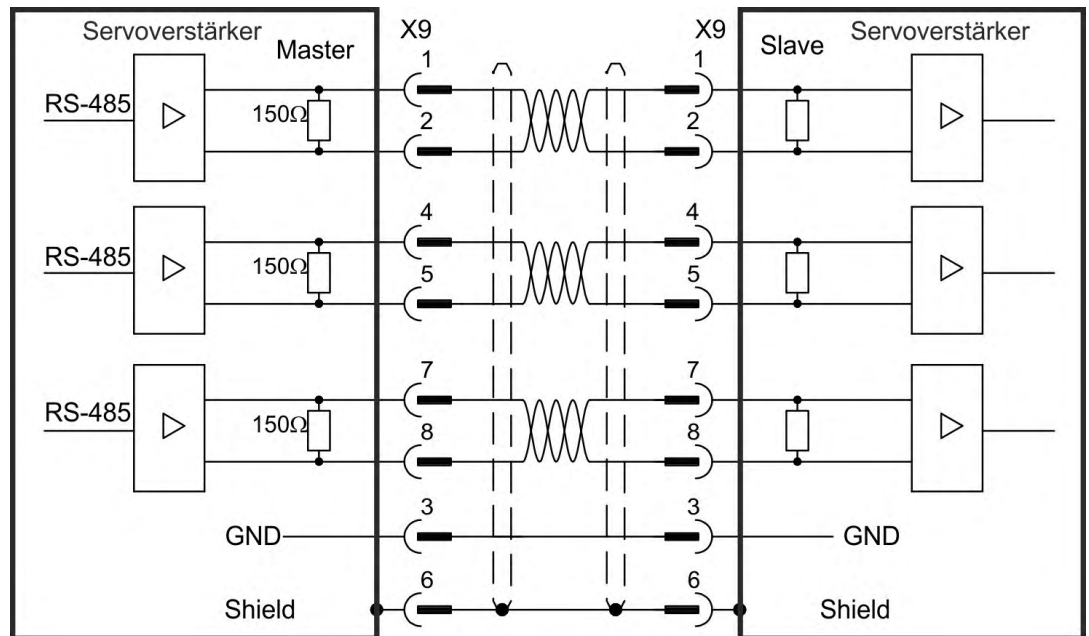 Servoverstärker
Master
X9
X9
Slave
Servoverstärker
1
1
RS-485
150Ω
2
2
4
4
RS-485
150Ω
5
5
7
7
RS-485
150Ω
8
8
3
3
GND
GND
6
6
Shield
Shield